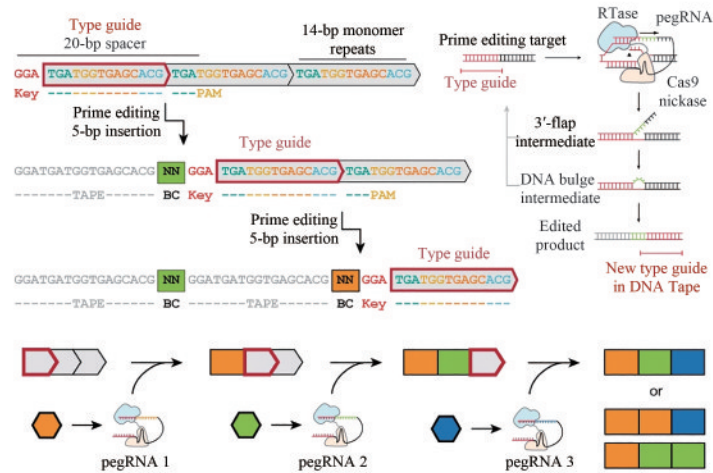 Type guide
20-bp spacer
14-bp monomer
repeats
GGA TGATGGTGAGCACG TGATGGTGAGCACG TGATGGTGAGCACG
Key
PAM
Prime editing
5-bp insertion
Type guide
GGATGATGGTGAGCACG NN GGA TGATGGTGAGCACG TGATGGTGAGCACG
TAPE BC Key PAM
Prime editing
5-bp insertion
Type guide
GGATGATGGTGAGCACG NN GGATGATGGTGAGCACG NN GGA TGATGGTGAGCACG
TAPE BC TAPE BC Key
RTase
pegRNA
Prime editing target
Type guide
Cas9
nickase
3′-flap
intermediate
DNA bulge
intermediate
Edited
product
New type guide
in DNA Tape
pegRNA 1
pegRNA 2
pegRNA 3
or